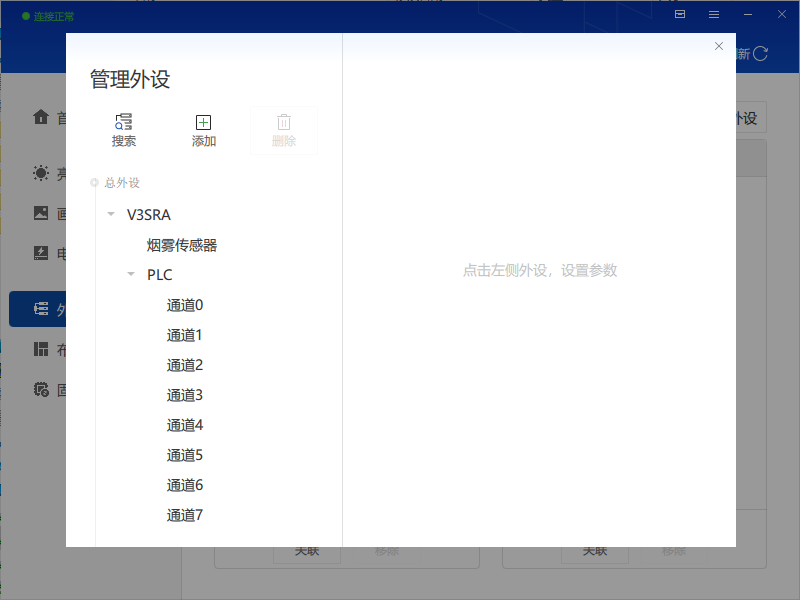 连接正常
新
管理外设
首
外设
搜索
添加
删除
亮
总外设
画
V3SRA
烟雾传感器
电
PLC
点击左侧外设，设置参数
通道0
外
通道1
布
通道2
固
通道3
通道4
通道5
通道6
通道7
关联
移除
关联
移除